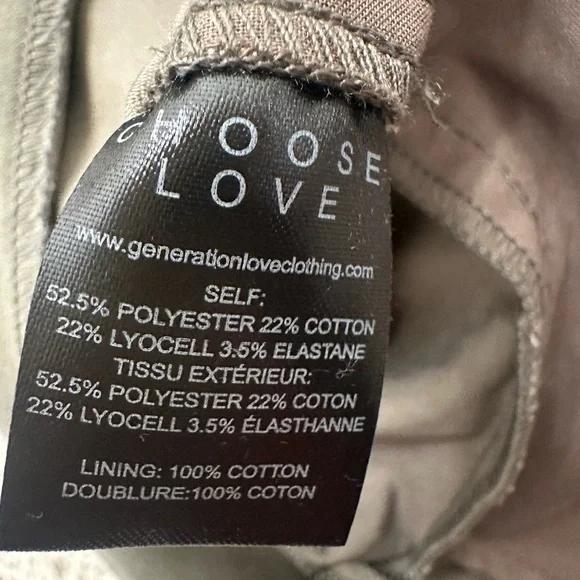 CHOOSE
LOVE
www.generationloveclothing.com
SELF:
52.5% POLYESTER 22% COTTON
22% LYOCELL 3.5% ELASTANE
TISSU EXTÉRIEUR:
52.5% POLYESTER 22% COTON
22% LYOCELL 3.5% ÉLASTHANNE
LINING: 100% COTTON
DOUBLURE:100% COTON